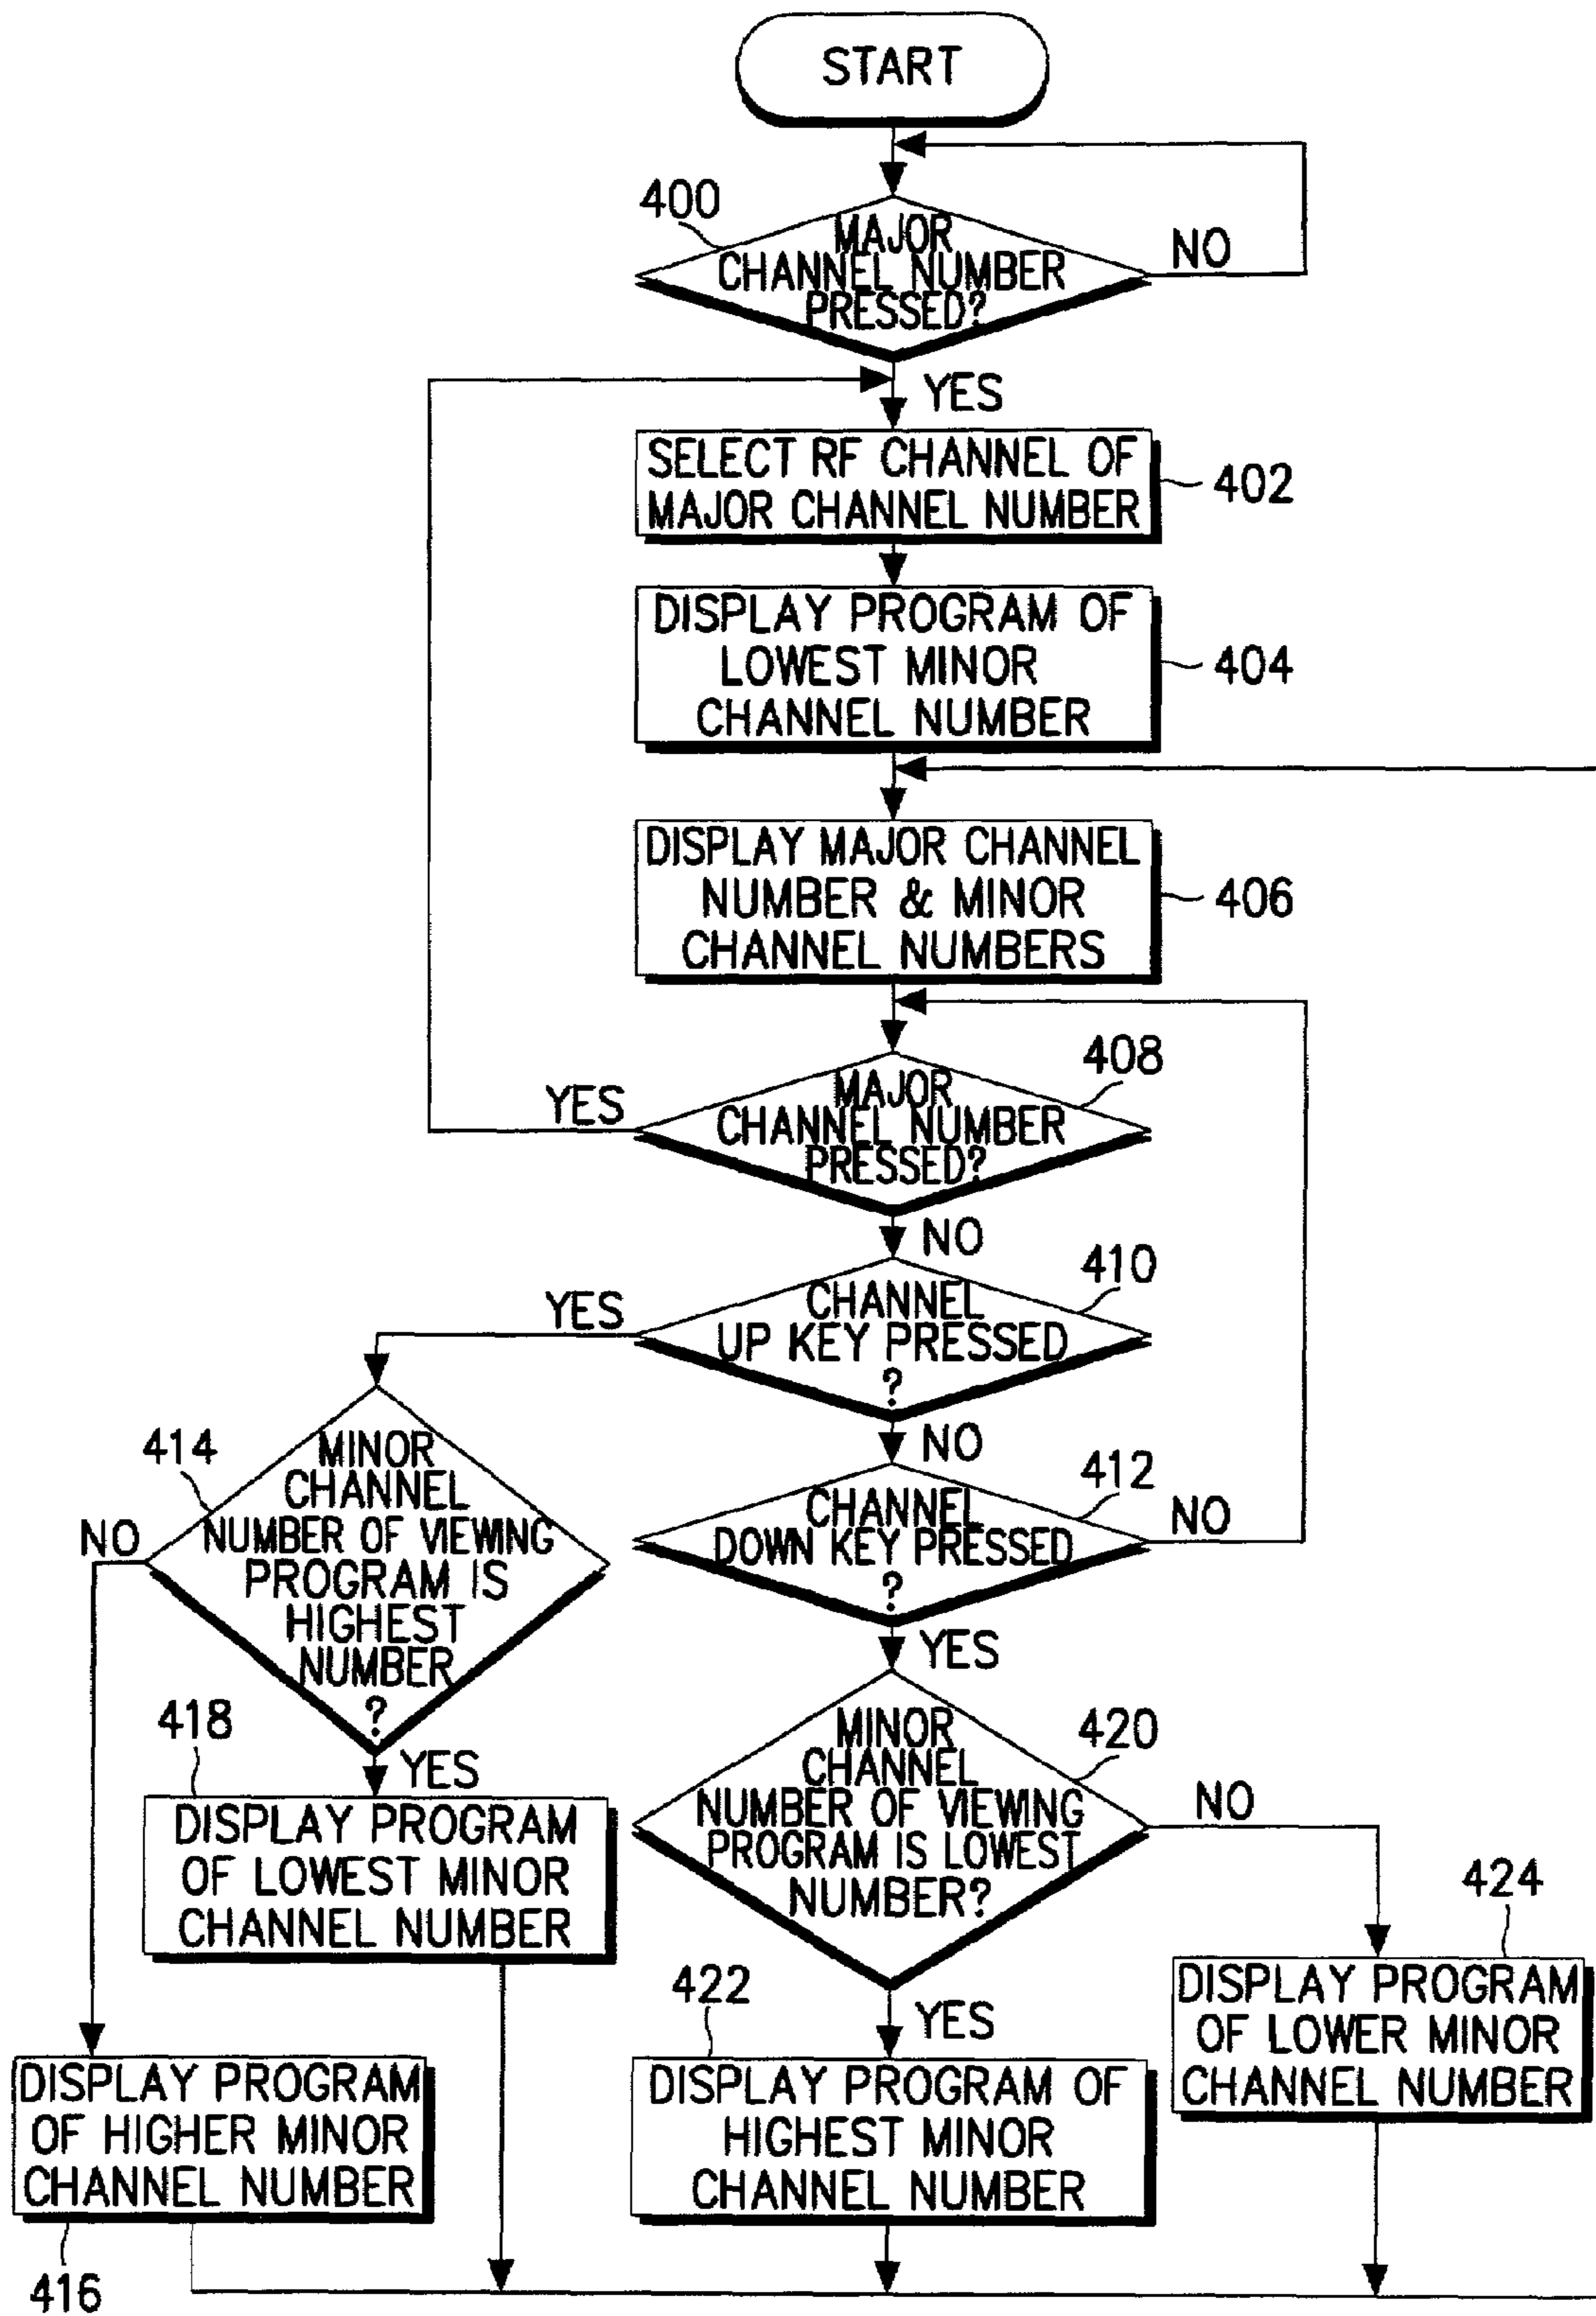 START
400
MAJOR
CHANNEL NUMBER
PRESSED?
NO
YES
SELECT RF CHANNEL OF
MAJOR CHANNEL NUMBER
402
DISPLAY PROGRAM OF
LOWEST MINOR
CHANNEL NUMBER
404
DISPLAY MAJOR CHANNEL
NUMBER & MINOR
CHANNEL NUMBERS
406
408
YES
MAJOR
CHANNEL NUMBER
PRESSED?
NO
410
YES
CHANNEL
UP KEY PRESSED
?
NO
412
CHANNEL
DOWN KEY PRESSED
?
NO
YES
414
NO
MINOR
CHANNEL
NUMBER OF VIEWING
PROGRAM IS
HIGHEST
NUMBER
?
YES
418
DISPLAY PROGRAM
OF LOWEST MINOR
CHANNEL NUMBER
420
MINOR
CHANNEL
NUMBER OF VIEWING
PROGRAM IS LOWEST
NUMBER?
NO
YES
424
DISPLAY PROGRAM
OF LOWER MINOR
CHANNEL NUMBER
422
DISPLAY PROGRAM OF
HIGHEST MINOR
CHANNEL NUMBER
DISPLAY PROGRAM
OF HIGHER MINOR
CHANNEL NUMBER
416